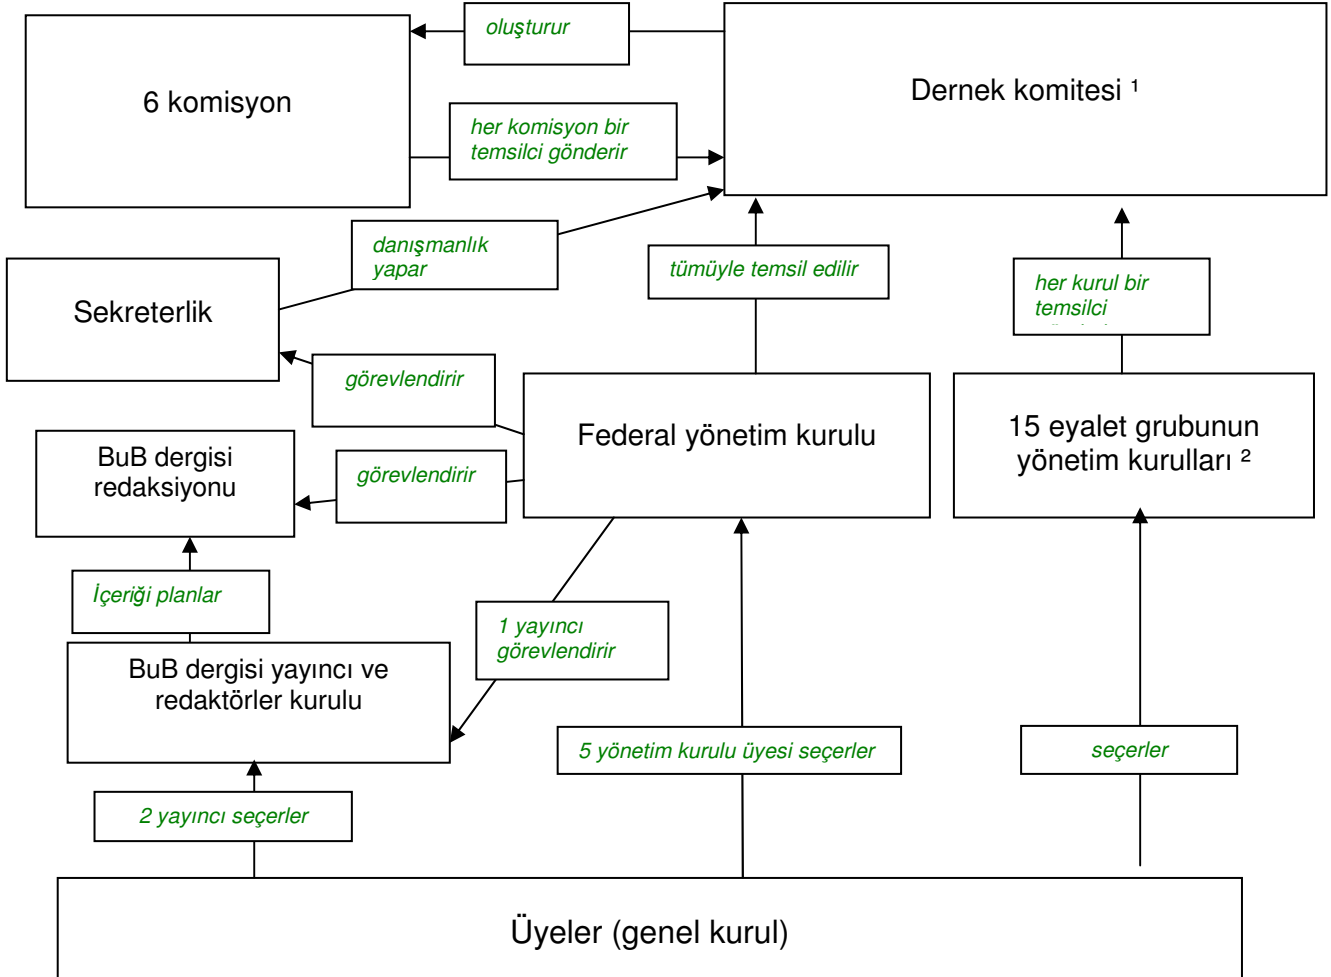 oluşturur
6 komisyon
Dernek komitesi ¹
her komisyon bir
temsilci gönderir
danışmanlık
yapar
tümüyle temsil edilir
her kurul bir
temsilci
Sekreterlik
görevlendirir
Federal yönetim kurulu
15 eyalet grubunun
yönetim kurulları ²
BuB dergisi
redaksiyonu
görevlendirir
İçeriği planlar
1 yayıncı
görevlendirir
BuB dergisi yayıncı ve
redaktörler kurulu
5 yönetim kurulu üyesi seçerler
seçerler
2 yayıncı seçerler
Üyeler (genel kurul)